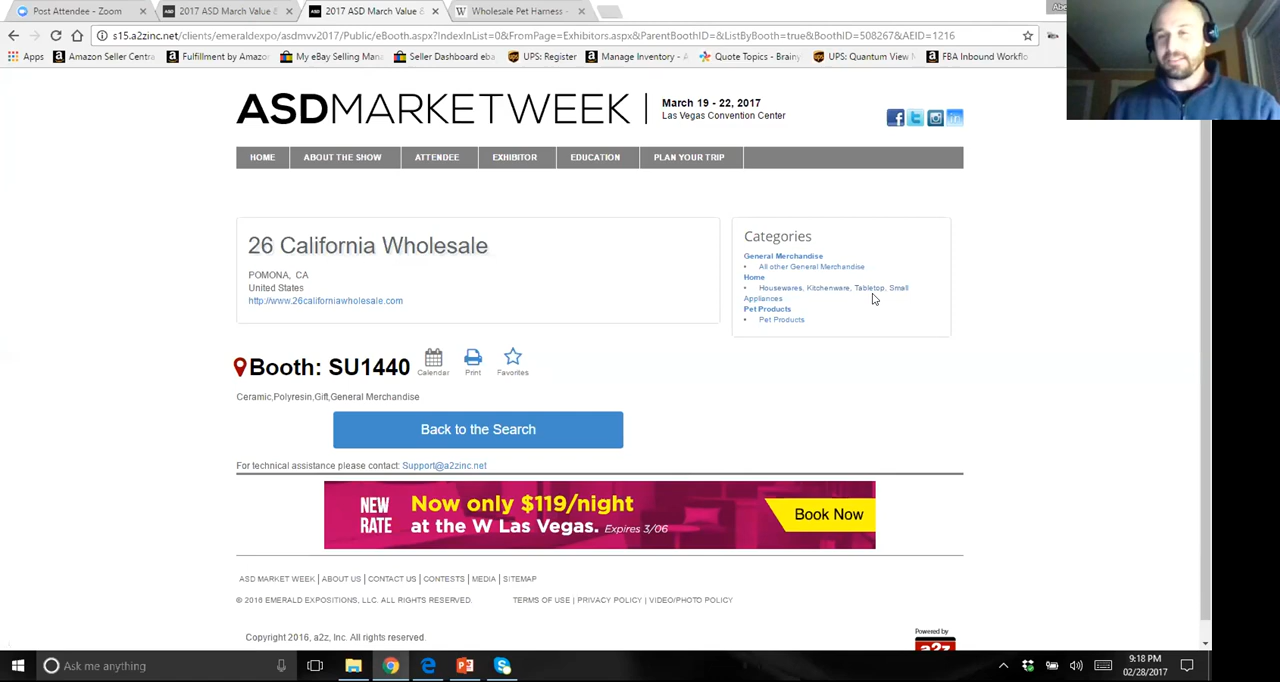 Post Attendee - Zoom
2017 ASD March Value &
2017 ASD March Value &
Wholesale Pet Harness -
s15.a2zinc.net/clients/emeraldexpo/asdmvv2017/Public/eBooth.aspx?IndexInList=0&FromPage=Exhibitors.aspx&ParentBoothID=&ListByBooth=true&BoothID=508267&AEID=1216
Apps
Amazon Seller Centra
Fulfillment by Amazo
My eBay Selling Mana
Seller Dashboard eba
UPS: Register
Manage Inventory - A
Quote Topics - Brainy
UPS: Quantum View N
FBA Inbound Workflo
ASDMARKETWEEK
March 19 - 22, 2017
Las Vegas Convention Center
HOME
ABOUT THE SHOW
ATTENDEE
EXHIBITOR
EDUCATION
PLAN YOUR TRIP
26 California Wholesale
POMONA, CA
United States
http://www.26californiawholesale.com
Categories
General Merchandise
• All other General Merchandise
Home
• Housewares, Kitchenware, Tabletop, Small
Appliances
Pet Products
• Pet Products
Booth: SU1440
Calendar
Print
Favorites
Ceramic,Polyresin,Gift,General Merchandise
Back to the Search
For technical assistance please contact: Support@a2zinc.net
NEW
RATE
Now only $119/night
at the W Las Vegas. Expires 3/06
Book Now
ASD MARKET WEEK | ABOUT US | CONTACT US | CONTESTS | MEDIA | SITEMAP
© 2016 EMERALD EXPOSITIONS, LLC. ALL RIGHTS RESERVED.
TERMS OF USE | PRIVACY POLICY | VIDEO/PHOTO POLICY
Copyright 2016, a2z, Inc. All rights reserved.
Powered by
a2z
Ask me anything
9:18 PM
02/28/2017